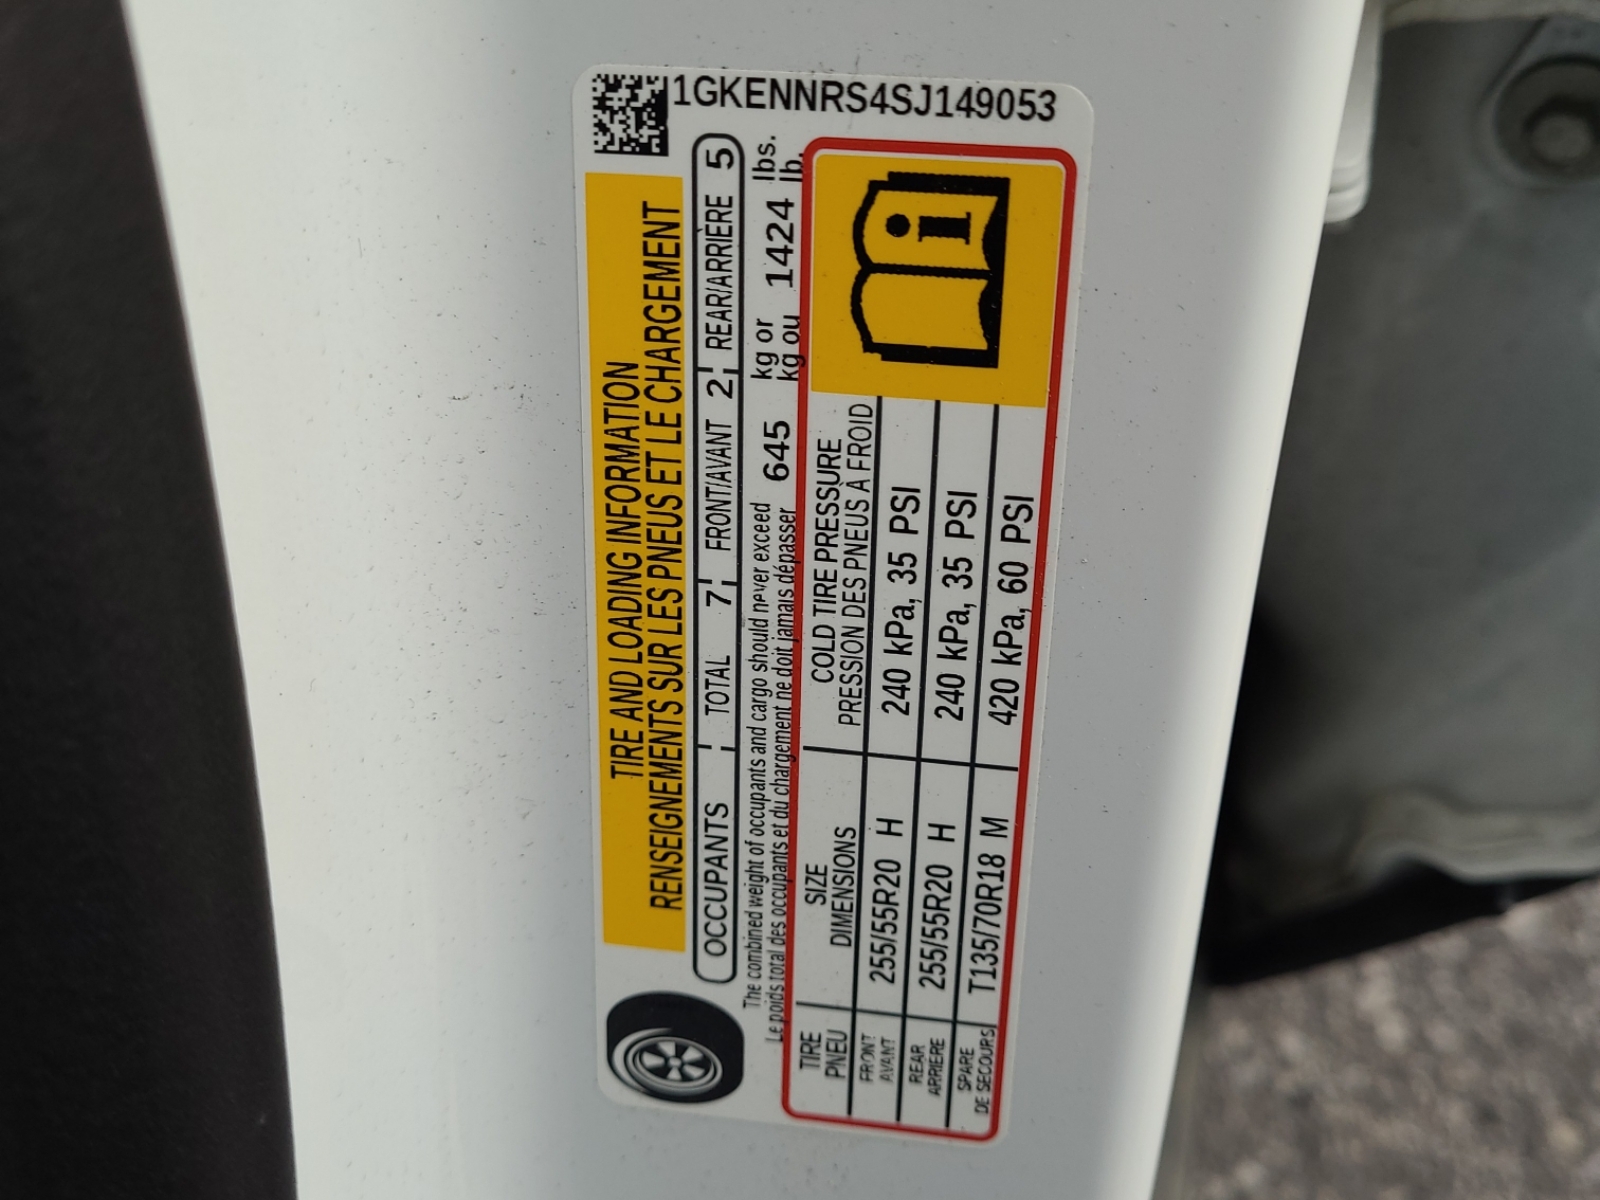 1GKENNRS4SJ149053
TIRE AND LOADING INFORMATION
RENSEIGNEMENTS SUR LES PNEUS ET LE CHARGEMENT
OCCUPANTS TOTAL 7 FRONT/AVANT 2 REAR/ARRIÈRE 5
The combined weight of occupants and cargo should never exceed 645 kg or 1424 lbs.
Le poids total des occupants et du chargement ne doit jamais dépasser kg ou lb.
TIRE SIZE COLD TIRE PRESSURE
PNEU DIMENSIONS PRESSION DES PNEUS À FROID
FRONT
AVANT 255/55R20 H 240 kPa, 35 PSI
REAR
ARRIERE 255/55R20 H 240 kPa, 35 PSI
SPARE
DE SECOURS T135/70R18 M 420 kPa, 60 PSI
i